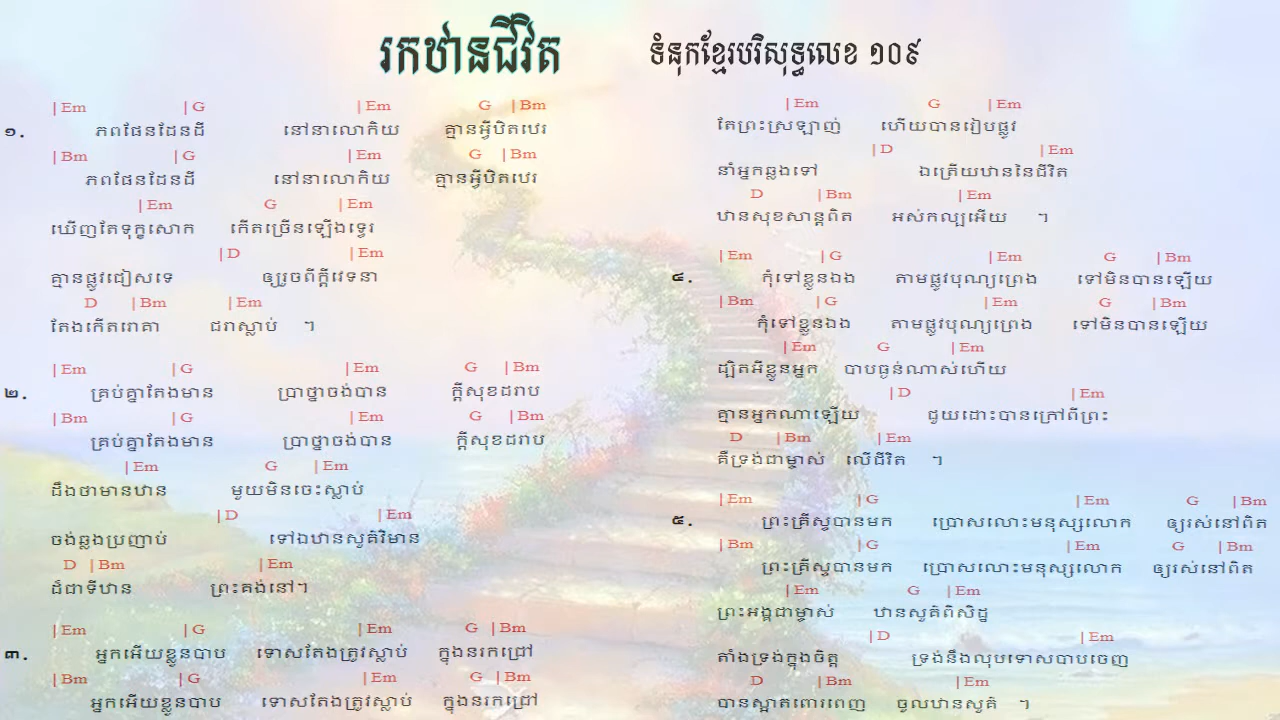 រកឋានជីវិត
ទំនុកខ្មែរបរិសុទ្ធលេខ ១០៩
|Em |G |Em G |Bm
១. ភពផែនដែនដី នៅនាលោកិយ គ្មានអ្វីឋិតឋេរ
|Bm |G |Em G |Bm
ភពផែនដែនដី នៅនាលោកិយ គ្មានអ្វីឋិតឋេរ
|Em G |Em
ឃើញតែទុក្ខសោក កើតច្រើនឡើងទ្វេរ
|D |Em
គ្មានផ្លូវជៀសទេ ឲ្យរួចពីក្ដីវេទនា
D |Bm |Em
តែងកើតរោគា ជរាស្លាប់ ។
|Em |G |Em G |Bm
២. គ្រប់គ្នាតែងមាន ប្រាថ្នាចង់បាន ក្ដីសុខដរាប
|Bm |G |Em G |Bm
គ្រប់គ្នាតែងមាន ប្រាថ្នាចង់បាន ក្ដីសុខដរាប
|Em G |Em
ដឹងថាមានឋាន មួយមិនចេះស្លាប់
|D |Em
ចង់ឆ្លងប្រញាប់ ទៅឯឋានសួគ៌វិមាន
D |Bm |Em
ដ៏ជាទីឋាន ព្រះគង់នៅ។
|Em |G |Em G |Bm
៣. អ្នកអើយខ្លួនបាប ទោសតែងត្រូវស្លាប់ ក្នុងនរកជ្រៅ
|Bm |G |Em G |Bm
អ្នកអើយខ្លួនបាប ទោសតែងត្រូវស្លាប់ ក្នុងនរកជ្រៅ
|Em G |Em
តែព្រះស្រឡាញ់ ហើយបានរៀបផ្លូវ
|D |Em
នាំអ្នកឆ្លងទៅ ឯត្រើយឋាននៃជីវិត
D |Bm |Em
ឋានសុខសាន្តពិត អស់កល្បអើយ ។
|Em |G |Em G |Bm
៤. កុំទៅខ្លួនឯង តាមផ្លូវបុណ្យព្រេង ទៅមិនបានឡើយ
|Bm |G |Em G |Bm
កុំទៅខ្លួនឯង តាមផ្លូវបុណ្យព្រេង ទៅមិនបានឡើយ
|Em G |Em
ដ្បិតអីខ្លួនអ្នក បាបធ្ងន់ណាស់ហើយ
|D |Em
គ្មានអ្នកណាឡើយ ជួយដោះបានក្រៅពីព្រះ
D |Bm |Em
គឺទ្រង់ជាម្ចាស់ លើជីវិត ។
|Em |G |Em G |Bm
៥. ព្រះគ្រីស្ទបានមក ប្រោសលោះមនុស្សលោក ឲ្យរស់នៅពិត
|Bm |G |Em G |Bm
ព្រះគ្រីស្ទបានមក ប្រោសលោះមនុស្សលោក ឲ្យរស់នៅពិត
|Em G |Em
ព្រះអង្គជាម្ចាស់ ឋានសួគ៌ពិសិដ្ឋ
|D |Em
តាំងទ្រង់ក្នុងចិត្ត ទ្រង់នឹងលុបទោសបាបចេញ
D |Bm |Em
បានស្អាតពោរពេញ ចូលឋានសួគ៌ ។